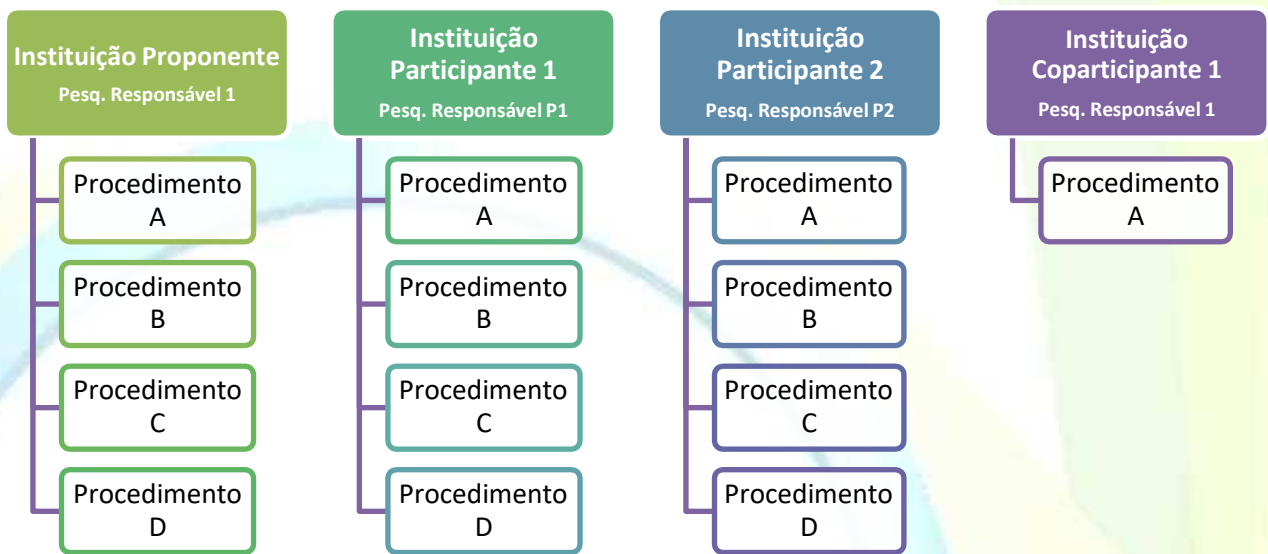 Instituição Proponente
Pesq. Responsável 1
Procedimento
A
Procedimento
B
Procedimento
C
Procedimento
D
Instituição
Participante 1
Pesq. Responsável P1
Procedimento
A
Procedimento
B
Procedimento
C
Procedimento
D
Instituição
Participante 2
Pesq. Responsável P2
Procedimento
A
Procedimento
B
Procedimento
C
Procedimento
D
Instituição
Coparticipante 1
Pesq. Responsável 1
Procedimento
A